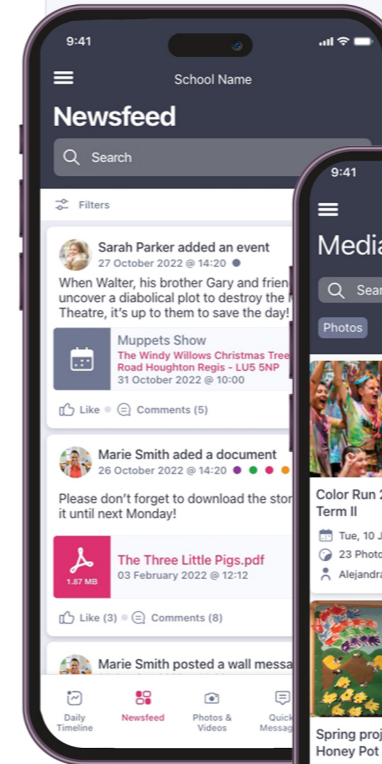 9:41
School Name
Newsfeed
Search
Filters
Sarah Parker added an event
27 October 2022 @ 14:20
When Walter, his brother Gary and frien
uncover a diabolical plot to destroy the
Theatre, it's up to them to save the day!
Muppets Show
The Windy Willows Christmas Tree
Road Houghton Regis - LU5 5NP
31 October 2022 @ 10:00
Like
Comments (5)
Marie Smith aded a document
26 October 2022 @ 14:20
Please don't forget to download the stor
it until next Monday!
1.87 MB
The Three Little Pigs.pdf
03 February 2022 @ 12:12
Like (3)
Comments (8)
Marie Smith posted a wall messa
Daily
Timeline
Newsfeed
Photos &
Videos
Quick
Messag
9:41
Media
Sear
Photos
Color Run 2
Term II
Tue, 10 J
23 Photo
Alejandra
Spring proj
Honey Pot